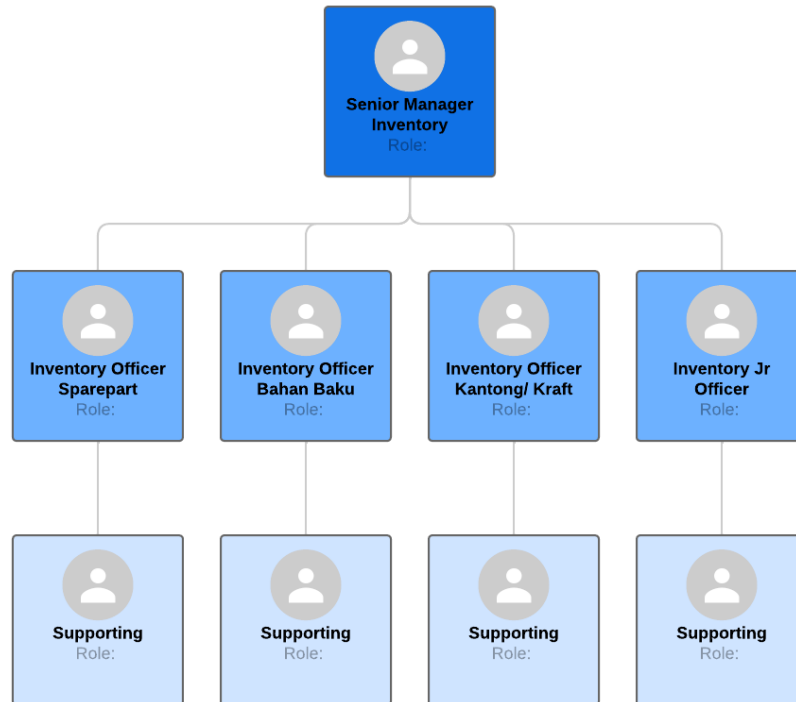 Senior Manager
Inventory
Role:
Inventory Officer
Sparepart
Role:
Inventory Officer
Bahan Baku
Role:
Inventory Officer
Kantong/ Kraft
Role:
Inventory Jr
Officer
Role:
Supporting
Role:
Supporting
Role:
Supporting
Role:
Supporting
Role: